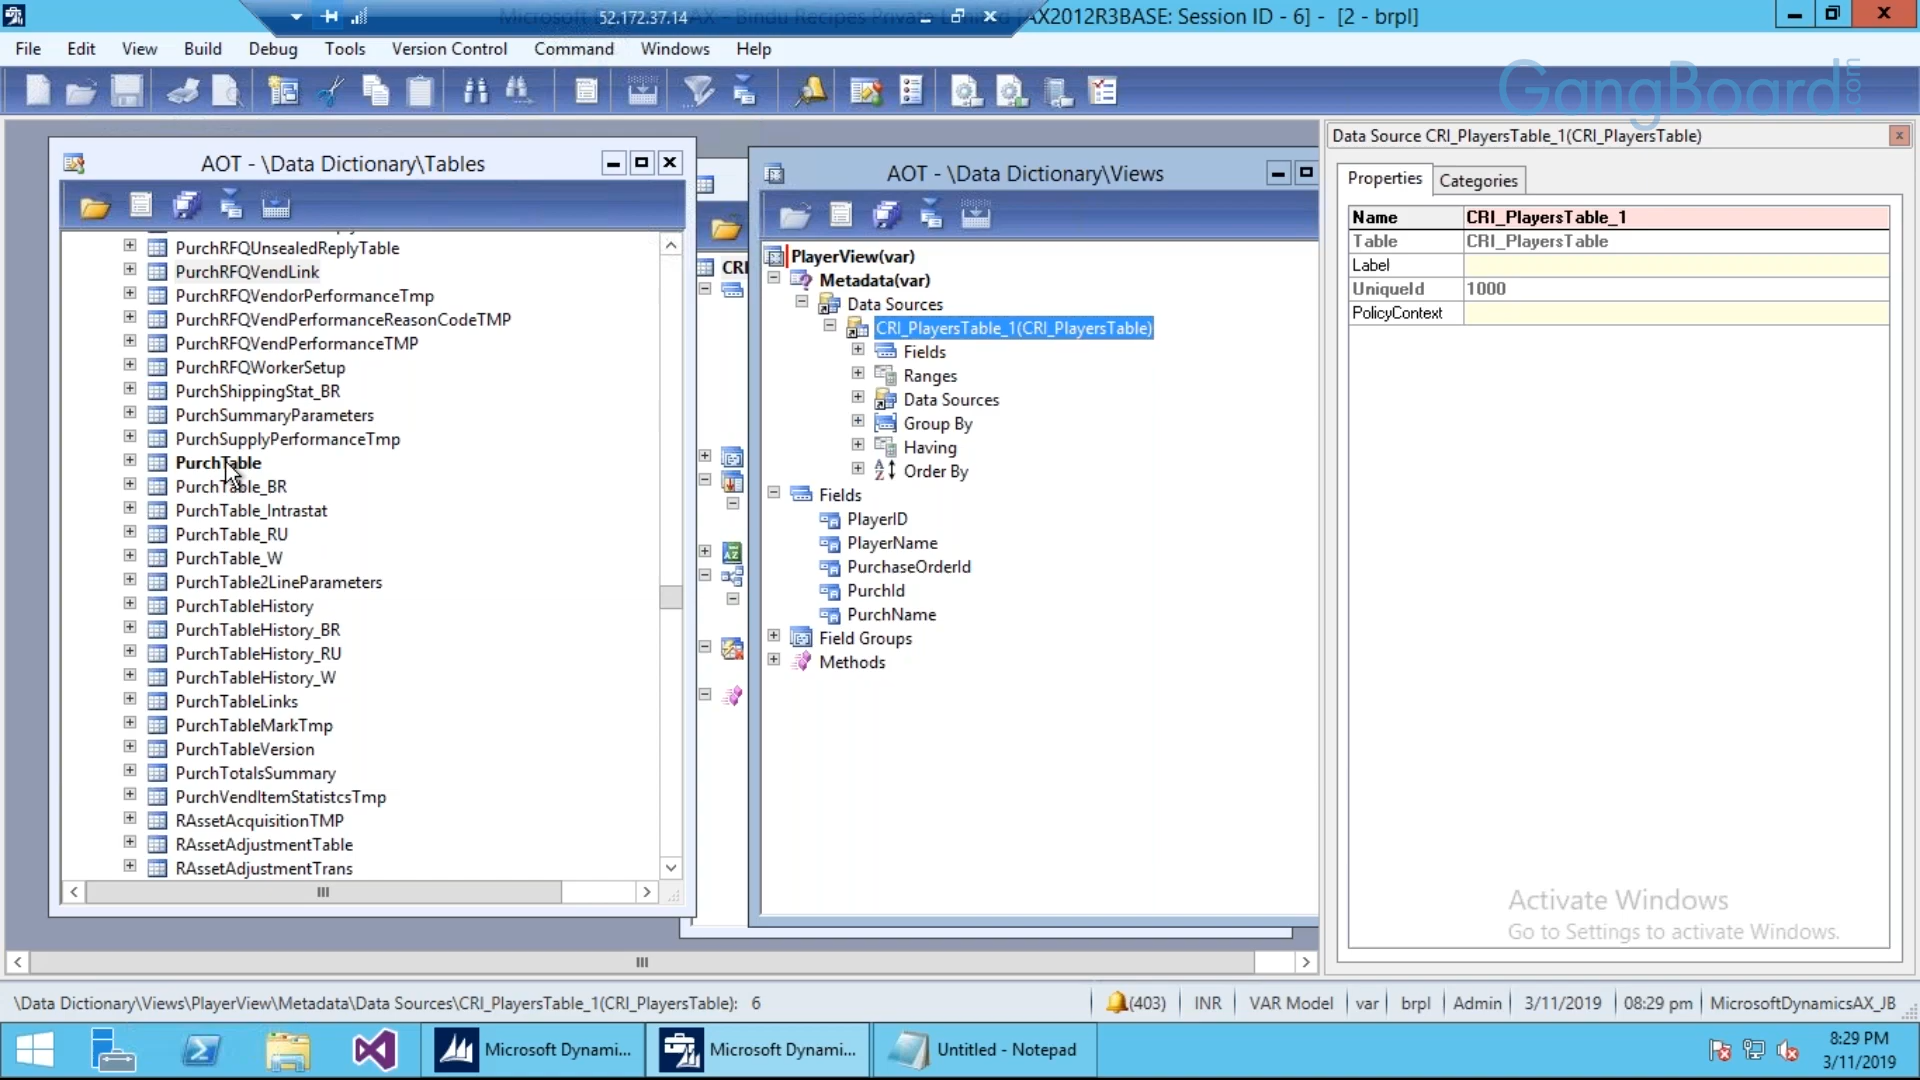 52.172.37.14
AX - Bindu Recipes Private Limited [AX2012R3BASE: Session ID - 6] - [2 - brpl]
File Edit View Build Debug Tools Version Control Command Windows Help
GangBoard.com
AOT - \Data Dictionary\Tables
PurchRFQUnsealedReplyTable
PurchRFQVendLink
PurchRFQVendorPerformanceTmp
PurchRFQVendPerformanceReasonCodeTMP
PurchRFQVendPerformanceTMP
PurchRFQWorkerSetup
PurchShippingStat_BR
PurchSummaryParameters
PurchSupplyPerformanceTmp
PurchTable
PurchTable_BR
PurchTable_Intrastat
PurchTable_RU
PurchTable_W
PurchTable2LineParameters
PurchTableHistory
PurchTableHistory_BR
PurchTableHistory_RU
PurchTableHistory_W
PurchTableLinks
PurchTableMarkTmp
PurchTableVersion
PurchTotalsSummary
PurchVendItemStatistcsTmp
RAssetAcquisitionTMP
RAssetAdjustmentTable
RAssetAdjustmentTrans
CRI
AOT - \Data Dictionary\Views
PlayerView(var)
Metadata(var)
Data Sources
CRI_PlayersTable_1(CRI_PlayersTable)
Fields
Ranges
Data Sources
Group By
Having
Order By
Fields
PlayerID
PlayerName
PurchaseOrderId
PurchId
PurchName
Field Groups
Methods
Data Source CRI_PlayersTable_1(CRI_PlayersTable)
Properties Categories
Name CRI_PlayersTable_1
Table CRI_PlayersTable
Label
UniqueId 1000
PolicyContext
Activate Windows
Go to Settings to activate Windows.
\Data Dictionary\Views\PlayerView\Metadata\Data Sources\CRI_PlayersTable_1(CRI_PlayersTable): 6
(403) INR VAR Model var brpl Admin 3/11/2019 08:29 pm MicrosoftDynamicsAX_JB
Microsoft Dynami... Microsoft Dynami... Untitled - Notepad
8:29 PM
3/11/2019